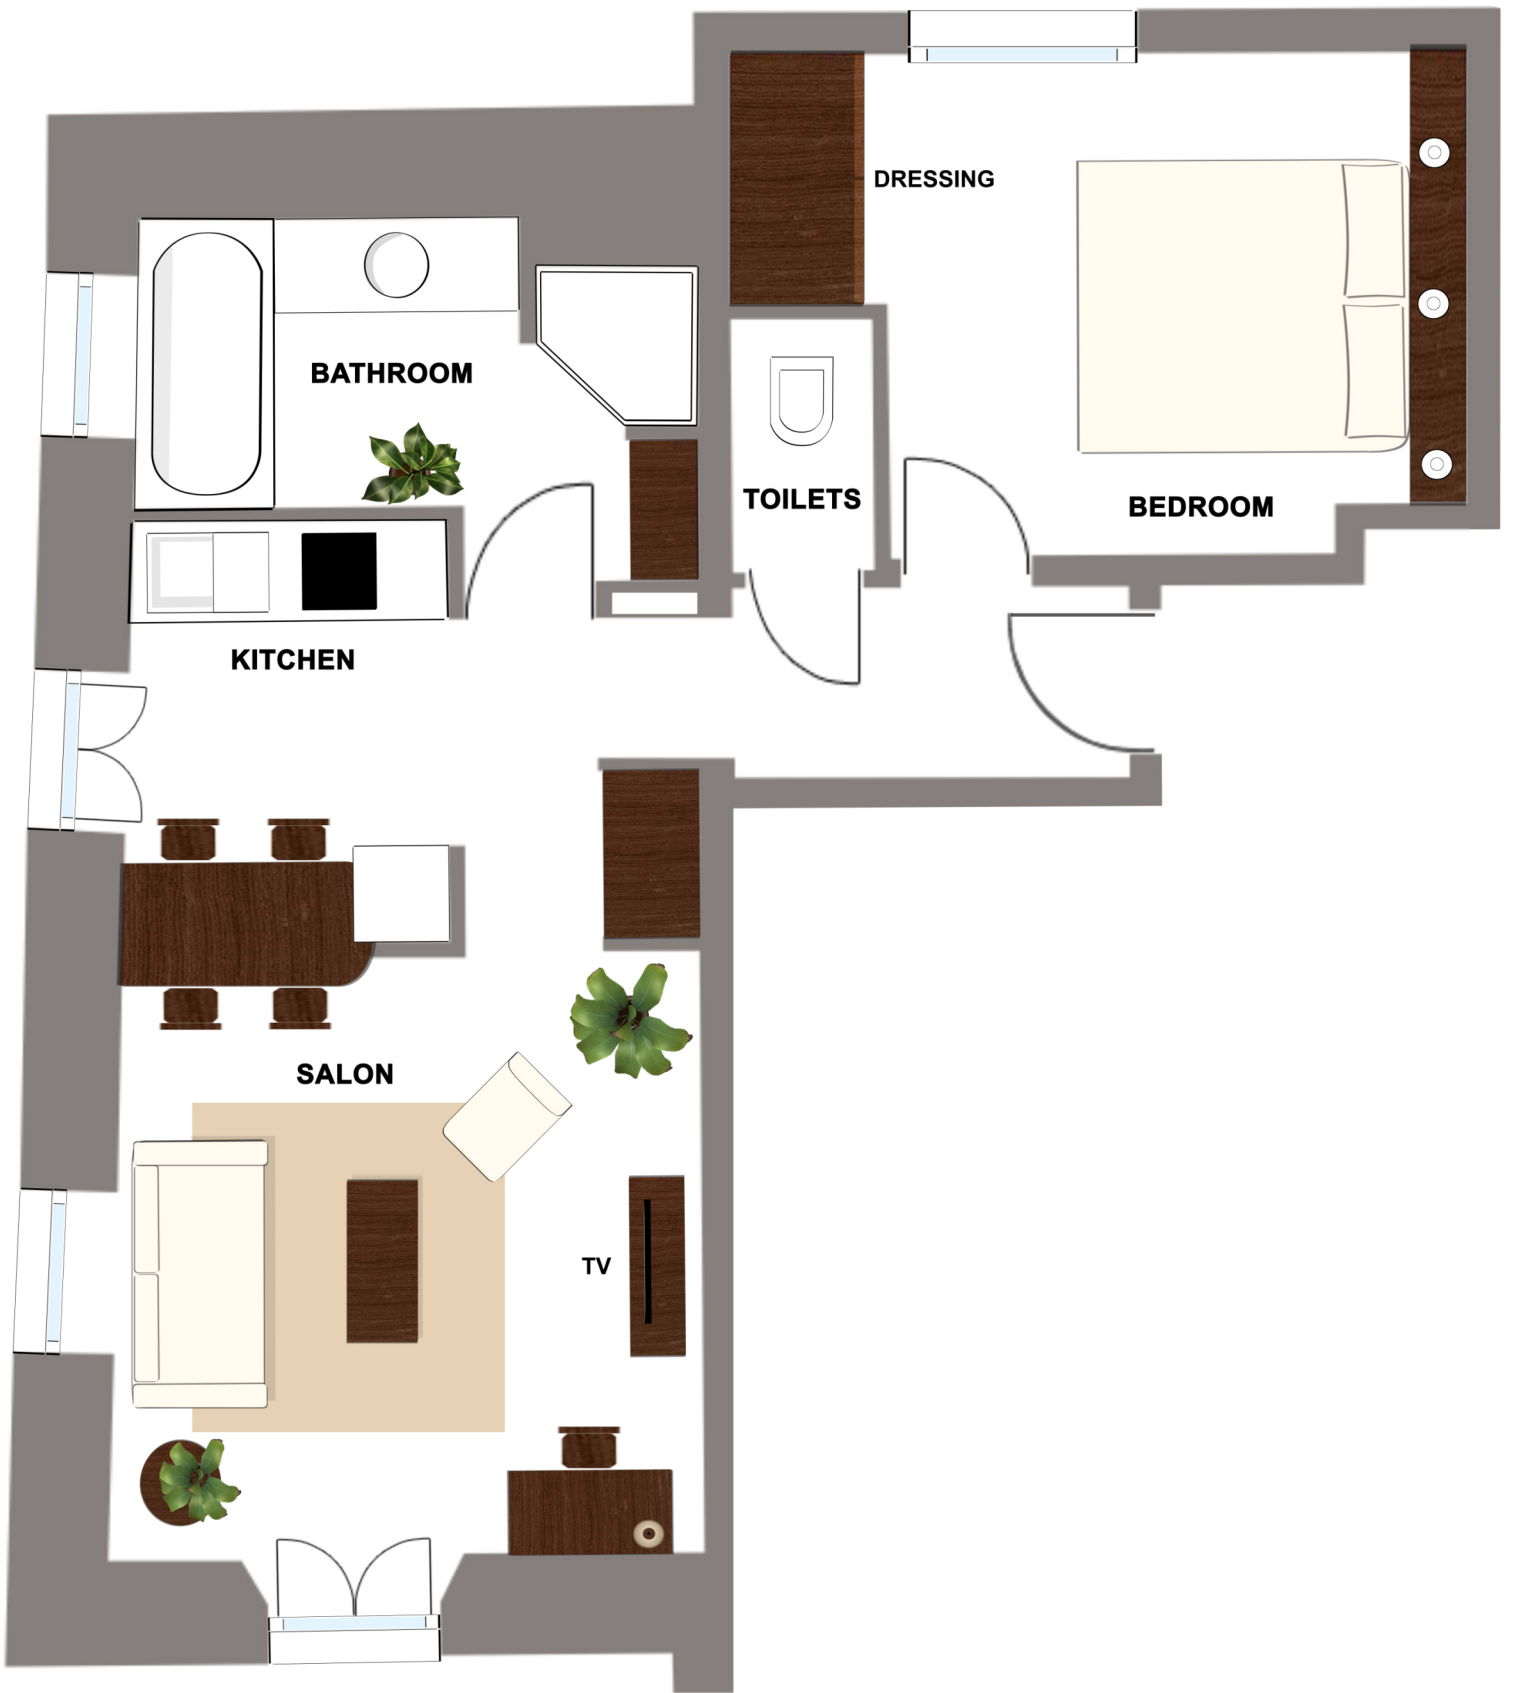 DRESSING
BATHROOM
TOILETS
BEDROOM
KITCHEN
SALON
TV